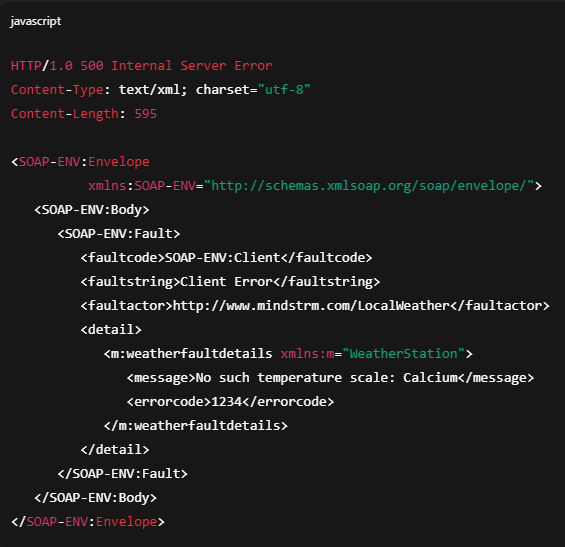 javascript
HTTP/1.0 500 Internal Server Error
Content-Type: text/xml; charset="utf-8"
Content-Length: 595
<SOAP-ENV:Envelope
xmlns:SOAP-ENV="http://schemas.xmlsoap.org/soap/envelope/">
<SOAP-ENV:Body>
<SOAP-ENV:Fault>
<faultcode>SOAP-ENV:Client</faultcode>
<faultstring>Client Error</faultstring>
<faultactor>http://www.mindstrm.com/LocalWeather</faultactor>
<detail>
<m:weatherfaultdetails xmlns:m="WeatherStation">
<message>No such temperature scale: Calcium</message>
<errorcode>1234</errorcode>
</m:weatherfaultdetails>
</detail>
</SOAP-ENV:Fault>
</SOAP-ENV:Body>
</SOAP-ENV:Envelope>